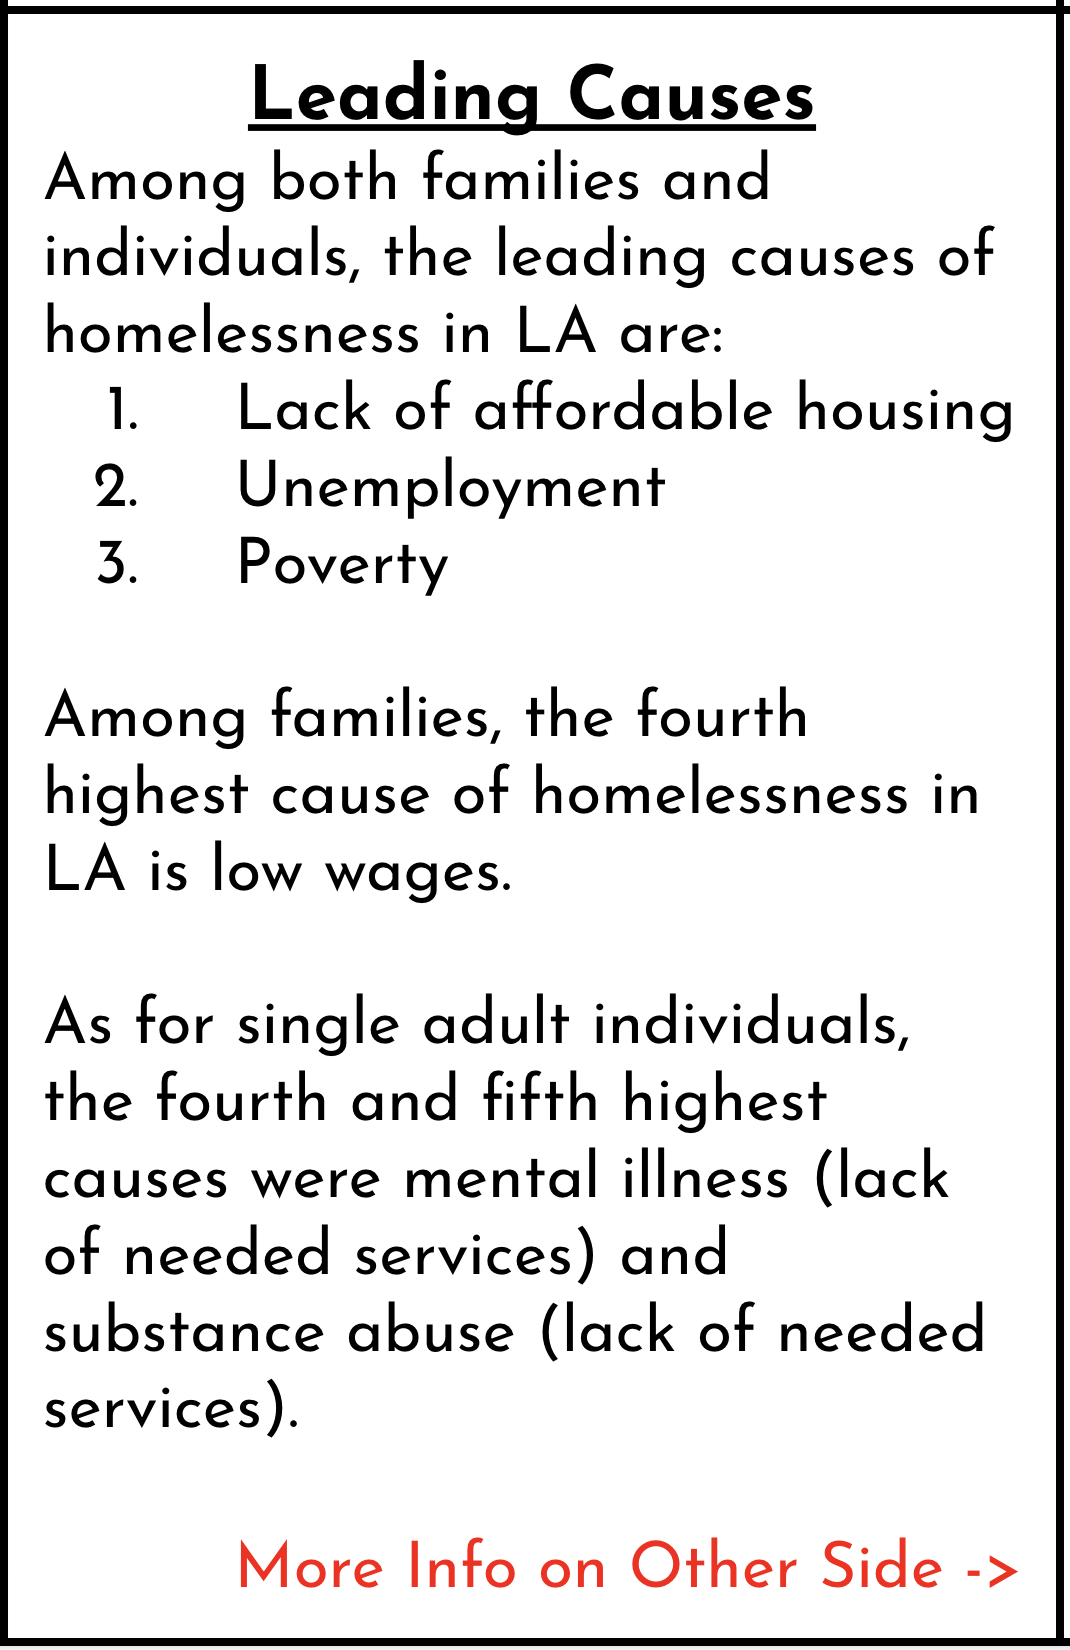 Leading Causes
Among both families and
individuals, the leading causes of
homelessness in LA are:
1. Lack of affordable housing
2. Unemployment
3. Poverty
Among families, the fourth
highest cause of homelessness in
LA is low wages.
As for single adult individuals,
the fourth and fifth highest
causes were mental illness (lack
of needed services) and
substance abuse (lack of needed
services).
More Info on Other Side ->